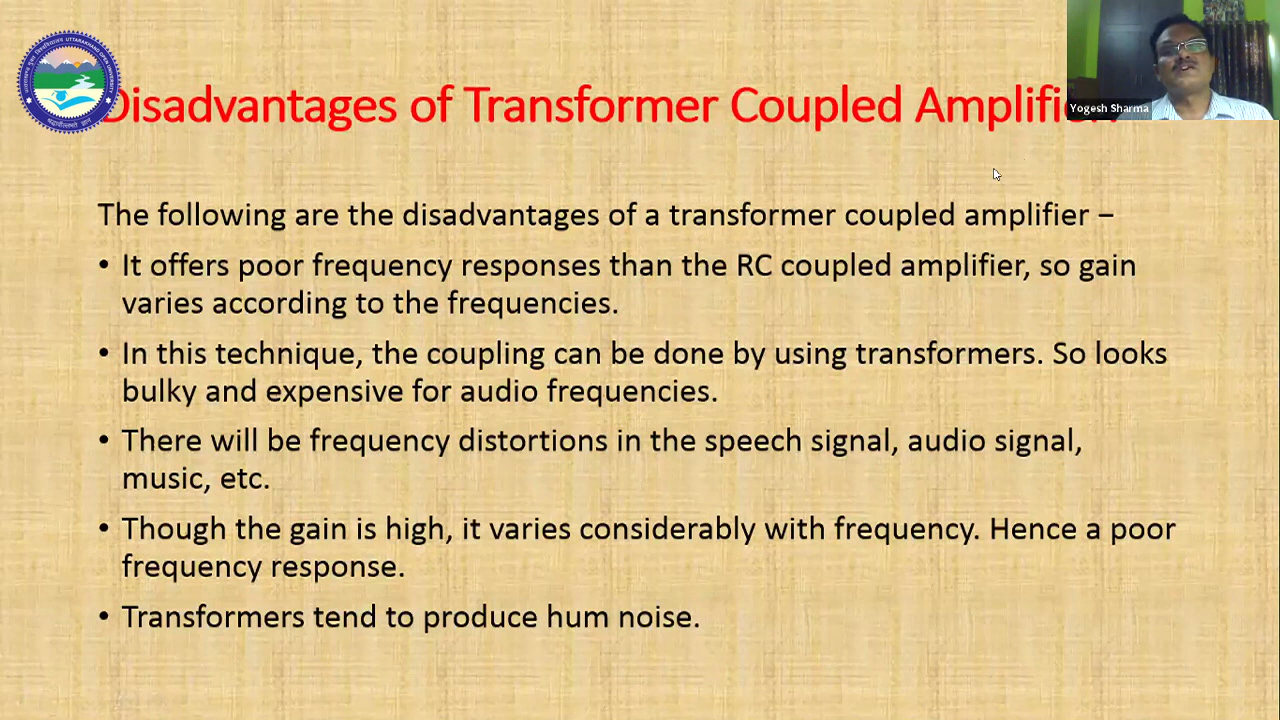 UTTARAKHAND OPEN UNIVERSITY
Disadvantages of Transformer Coupled Amplifier
Yogesh Sharma
The following are the disadvantages of a transformer coupled amplifier –
• It offers poor frequency responses than the RC coupled amplifier, so gain
varies according to the frequencies.
• In this technique, the coupling can be done by using transformers. So looks
bulky and expensive for audio frequencies.
• There will be frequency distortions in the speech signal, audio signal,
music, etc.
• Though the gain is high, it varies considerably with frequency. Hence a poor
frequency response.
• Transformers tend to produce hum noise.